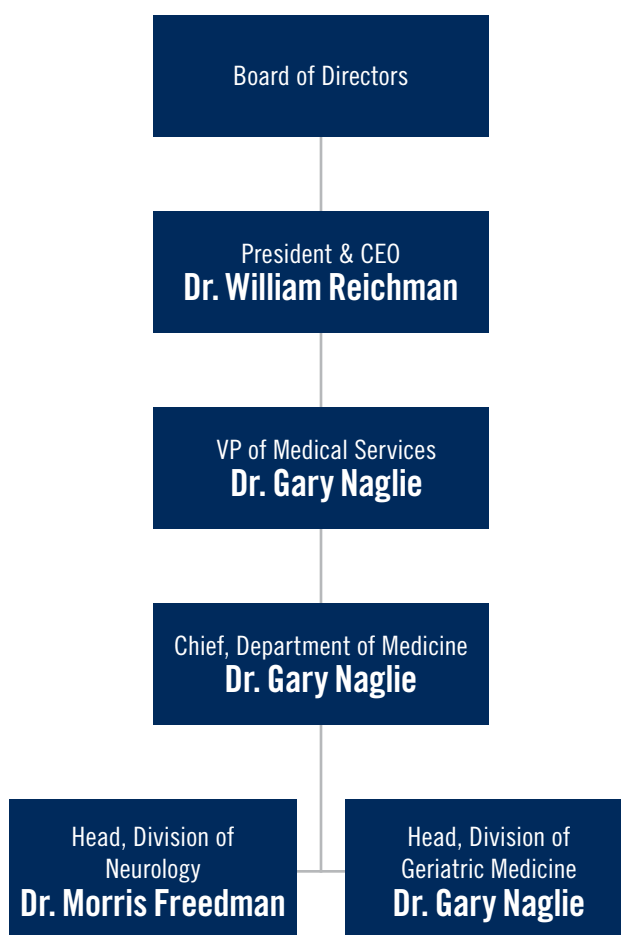 Board of Directors
President & CEO
Dr. William Reichman
VP of Medical Services
Dr. Gary Naglie
Chief, Department of Medicine
Dr. Gary Naglie
Head, Division of
Neurology
Dr. Morris Freedman
Head, Division of
Geriatric Medicine
Dr. Gary Naglie